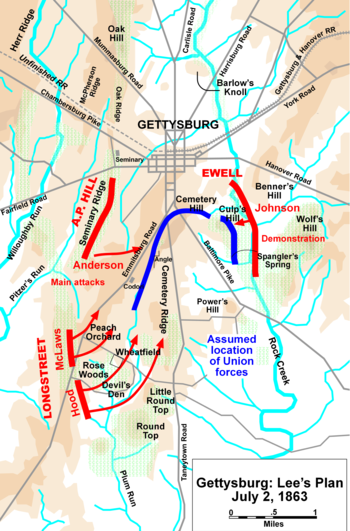 Herr Ridge
Oak
Hill
Mummasburg Road
Carlisle Road
Harrisburg Road
Unfinished RR
McPherson
Ridge
Oak Ridge
Barlow's
Knoll
Gettysburg & Hanover RR
Chambersburg Pike
York Road
GETTYSBURG
Seminary
Hanover Road
EWELL
Fairfield Road
Willoughby Run
A.P. HILL
Seminary Ridge
Cemetery
Hill
Culp's
Hill
Benner's
Hill
Johnson
Wolf's
Hill
Demonstration
Emmitsburg Road
Baltimore Pike
Spangler's
Spring
Anderson
Angle
Pitzer's Run
Main attacks
Codori
Cemetery Ridge
Power's
Hill
LONGSTREET
McLaws
Peach
Orchard
Wheatfield
Assumed
location
of Union
forces
Rock Creek
Rose
Woods
Devil's
Den
Hood
Little
Round
Top
Round
Top
Taneytown Road
Plum Run
Gettysburg: Lee's Plan
July 2, 1863
0 .5 1
Miles